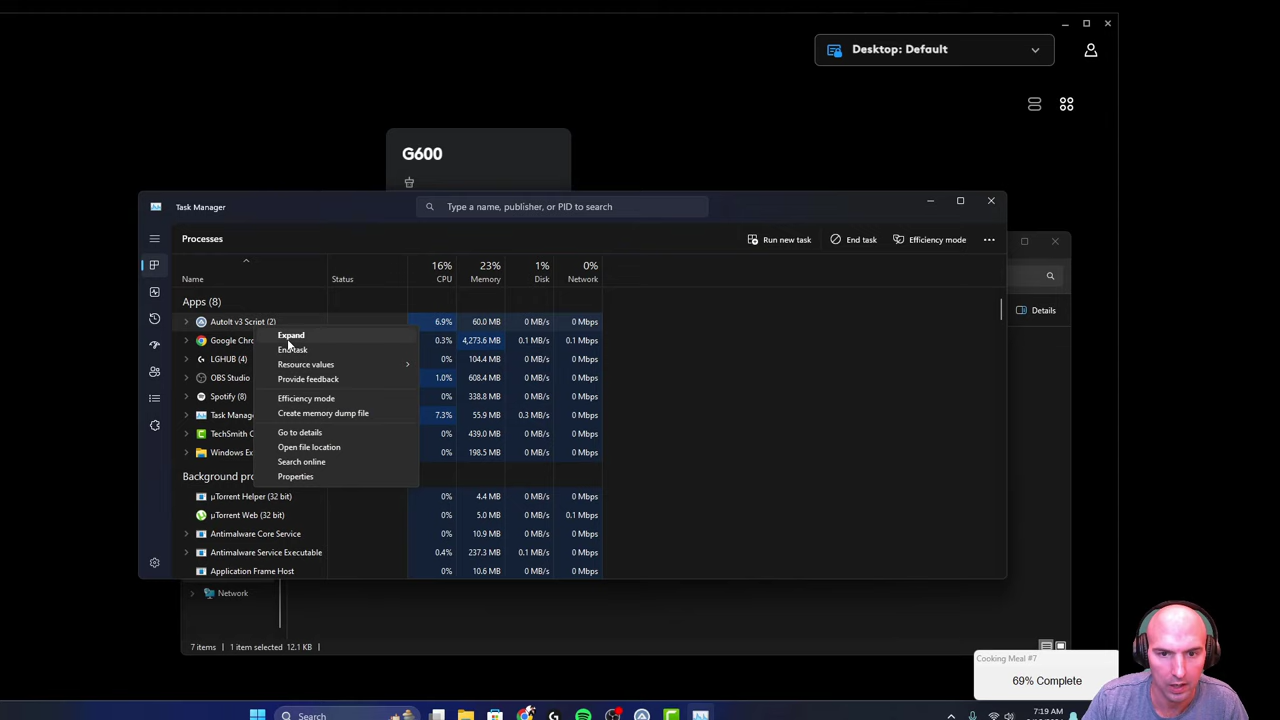 Desktop: Default
G600
Task Manager
Type a name, publisher, or PID to search
Processes
Run new task
End task
Efficiency mode
16%
23%
1%
0%
Name
Status
CPU
Memory
Disk
Network
Apps (8)
AutoIt v3 Script (2)
6.9%
60.0 MB
0 MB/s
0 Mbps
Google Chro
0.3%
4,273.6 MB
0.1 MB/s
0.1 Mbps
LGHUB (4)
0%
104.4 MB
0 MB/s
0 Mbps
OBS Studio
1.0%
608.4 MB
0 MB/s
0 Mbps
Spotify (8)
0%
338.8 MB
0 MB/s
0 Mbps
Task Manage
7.3%
55.9 MB
0.3 MB/s
0 Mbps
TechSmith C
0%
439.0 MB
0 MB/s
0 Mbps
Windows Ex
0%
198.5 MB
0 MB/s
0 Mbps
Expand
End task
Resource values
Provide feedback
Efficiency mode
Create memory dump file
Go to details
Open file location
Search online
Properties
Background pro
µTorrent Helper (32 bit)
0%
4.4 MB
0 MB/s
0 Mbps
µTorrent Web (32 bit)
0%
5.0 MB
0 MB/s
0.1 Mbps
Antimalware Core Service
0%
10.9 MB
0 MB/s
0 Mbps
Antimalware Service Executable
0.4%
237.3 MB
0.1 MB/s
0 Mbps
Application Frame Host
0%
10.6 MB
0 MB/s
0 Mbps
Details
Network
7 items
1 item selected 12.1 KB
Cooking Meal #7
69% Complete
Search
7:19 AM